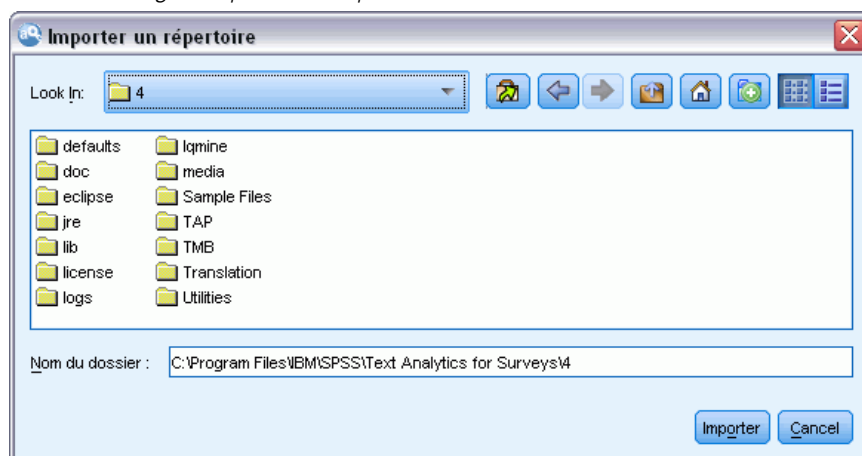 Importer un répertoire
Look In: 4
defaults lqmine
doc media
eclipse Sample Files
jre TAP
lib TMB
license Translation
logs Utilities
Nom du dossier : C:\Program Files\IBM\SPSS\Text Analytics for Surveys\4
Importer Cancel